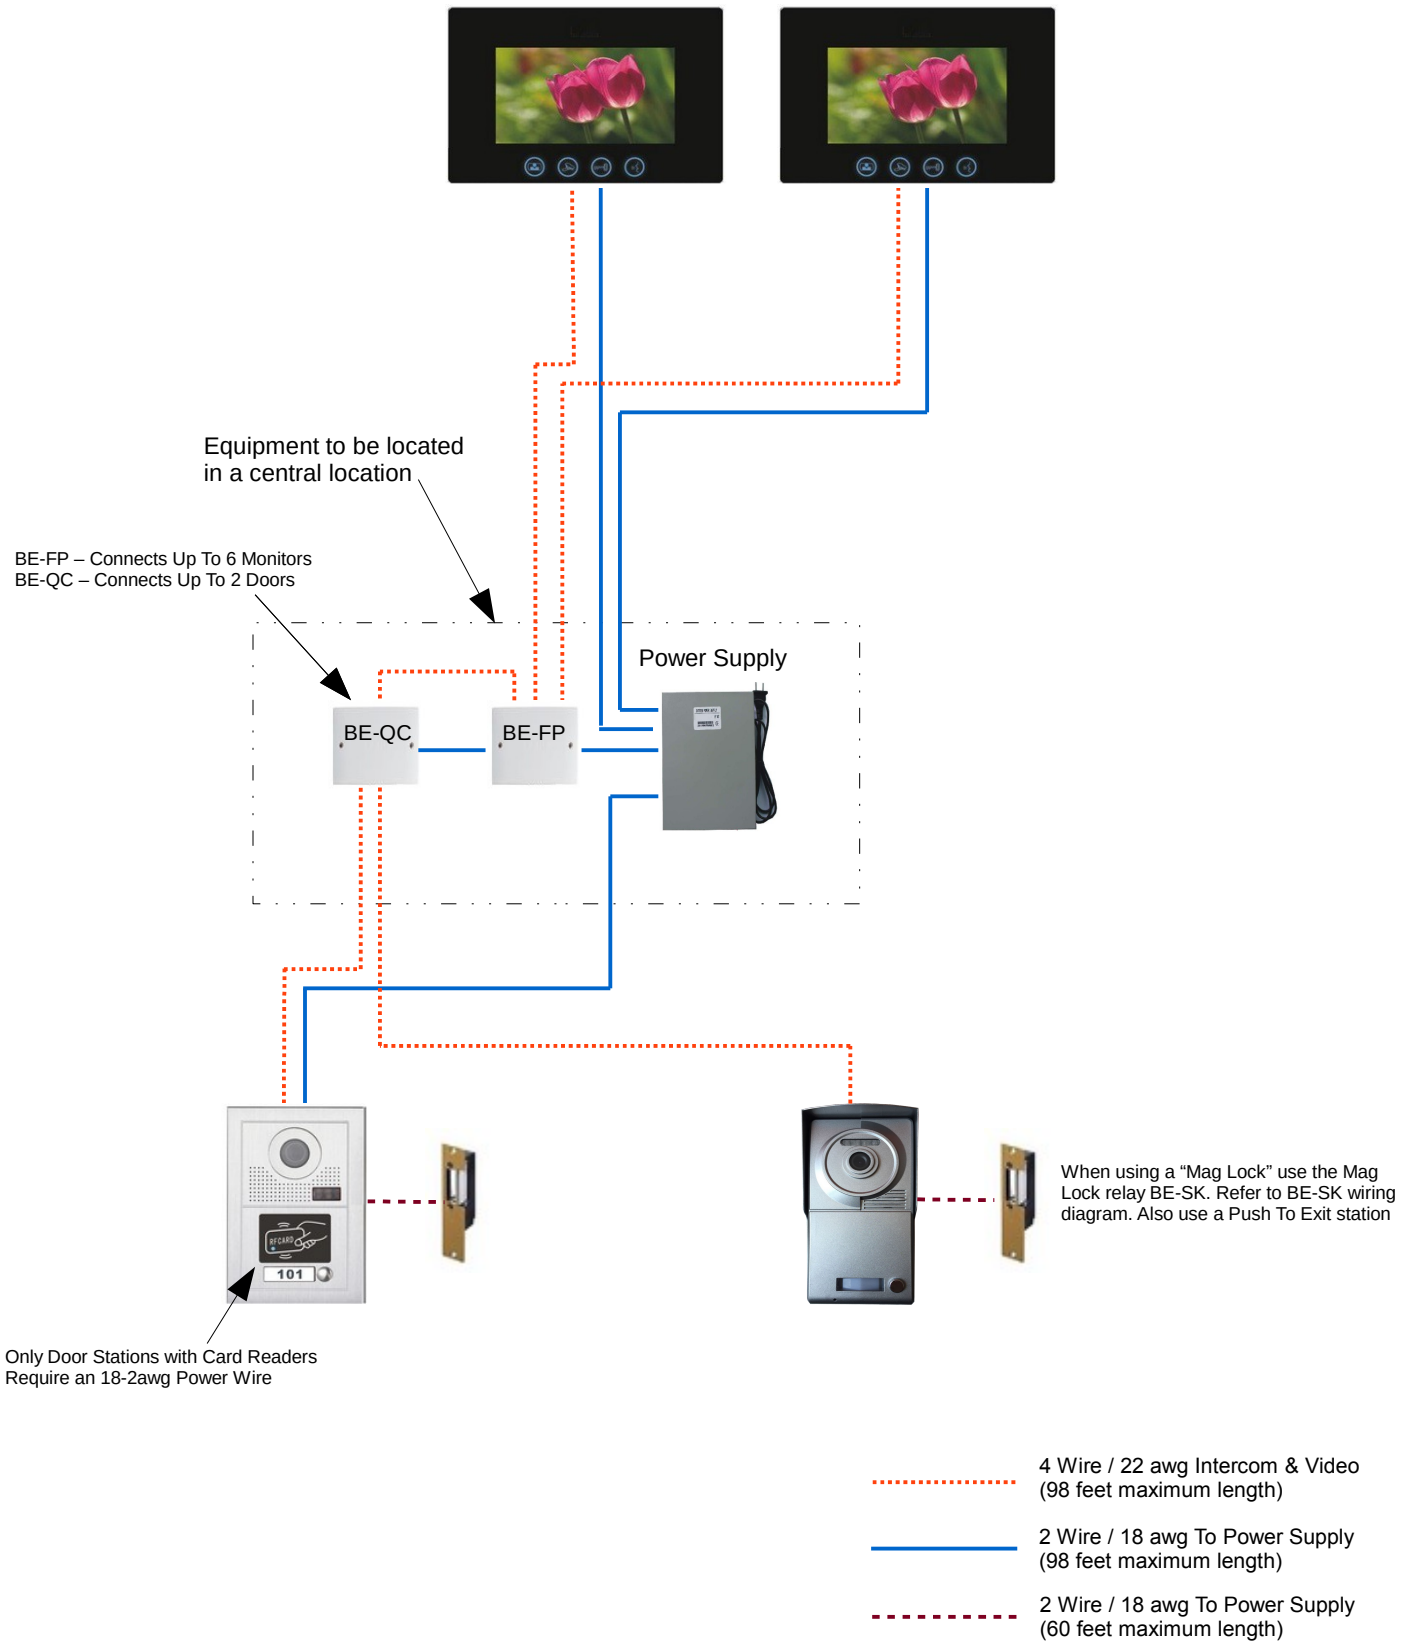 Equipment to be located
in a central location
BE-FP – Connects Up To 6 Monitors
BE-QC – Connects Up To 2 Doors
Power Supply
BE-QC
BE-FP
When using a “Mag Lock” use the Mag
Lock relay BE-SK. Refer to BE-SK wiring
diagram. Also use a Push To Exit station
RFCARD
101
Only Door Stations with Card Readers
Require an 18-2awg Power Wire
4 Wire / 22 awg Intercom & Video
(98 feet maximum length)
2 Wire / 18 awg To Power Supply
(98 feet maximum length)
2 Wire / 18 awg To Power Supply
(60 feet maximum length)